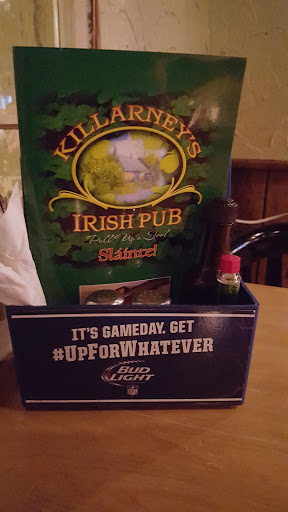 KILLARNEY'S
IRISH PUB
Pull Up a Stool
Sláinte!
IT'S GAMEDAY. GET
#UPFORWHATEVER
BUD
LIGHT
NFL